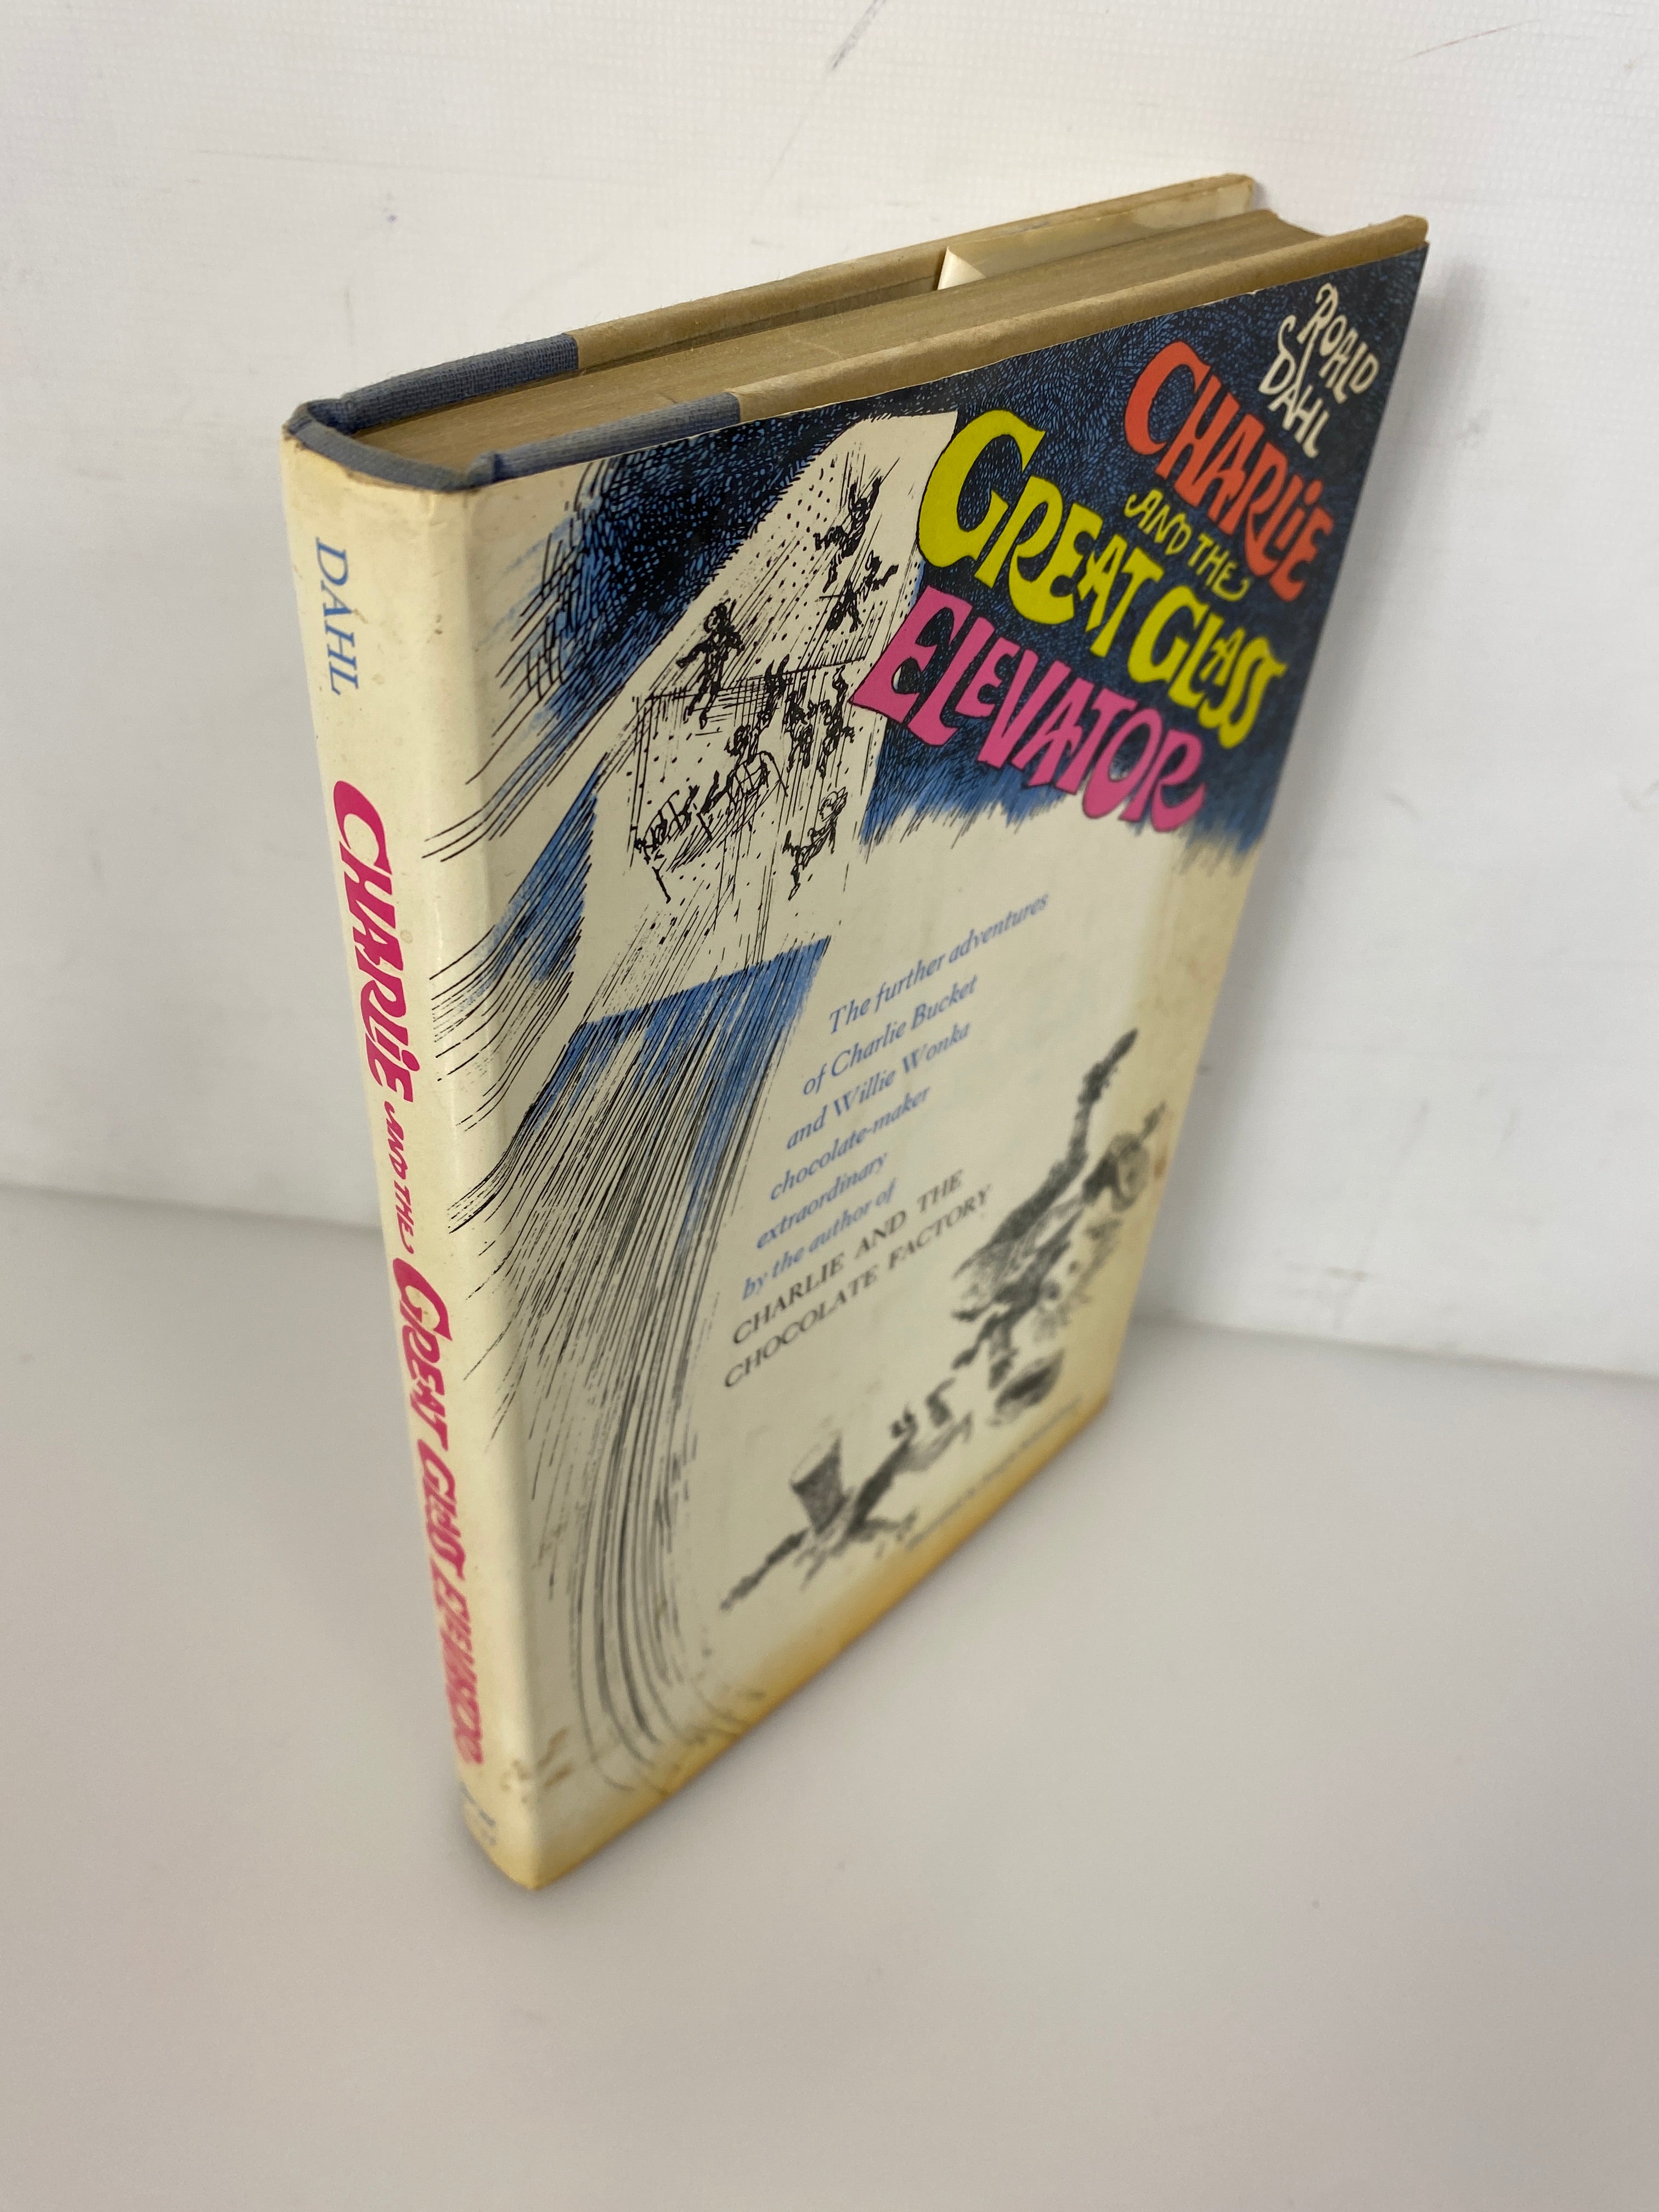 DAHL
CHARLIE AND THE GREAT GLASS ELEVATOR
ROALD
DAHL
CHARLIE
AND THE
GREAT GLASS
ELEVATOR
The further adventures
of Charlie Bucket
and Willie Wonka
chocolate-maker
extraordinary
by the author of
CHARLIE AND THE
CHOCOLATE FACTORY